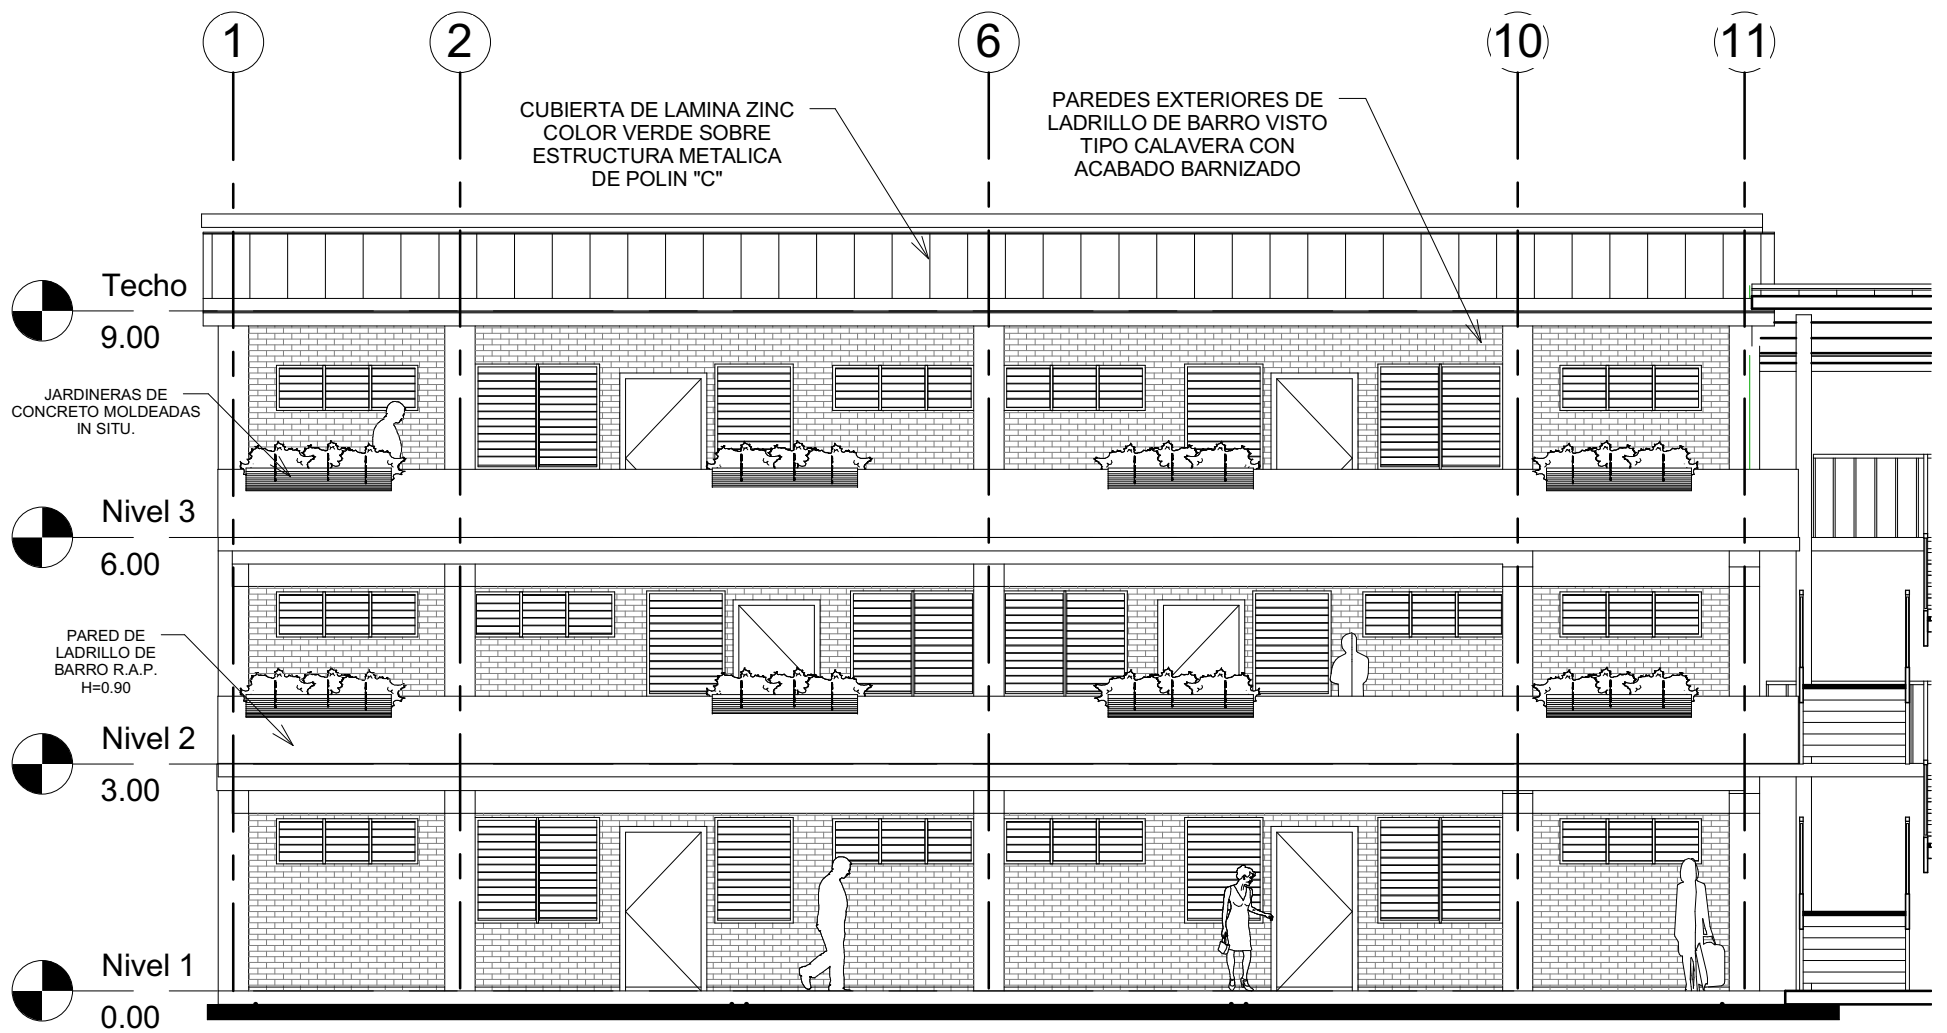 1
2
6
10
11
CUBIERTA DE LAMINA ZINC
COLOR VERDE SOBRE
ESTRUCTURA METALICA
DE POLIN "C"
PAREDES EXTERIORES DE
LADRILLO DE BARRO VISTO
TIPO CALAVERA CON
ACABADO BARNIZADO
Techo
9.00
JARDINERAS DE
CONCRETO MOLDEADAS
IN SITU.
Nivel 3
6.00
PARED DE
LADRILLO DE
BARRO R.A.P.
H=0.90
Nivel 2
3.00
Nivel 1
0.00